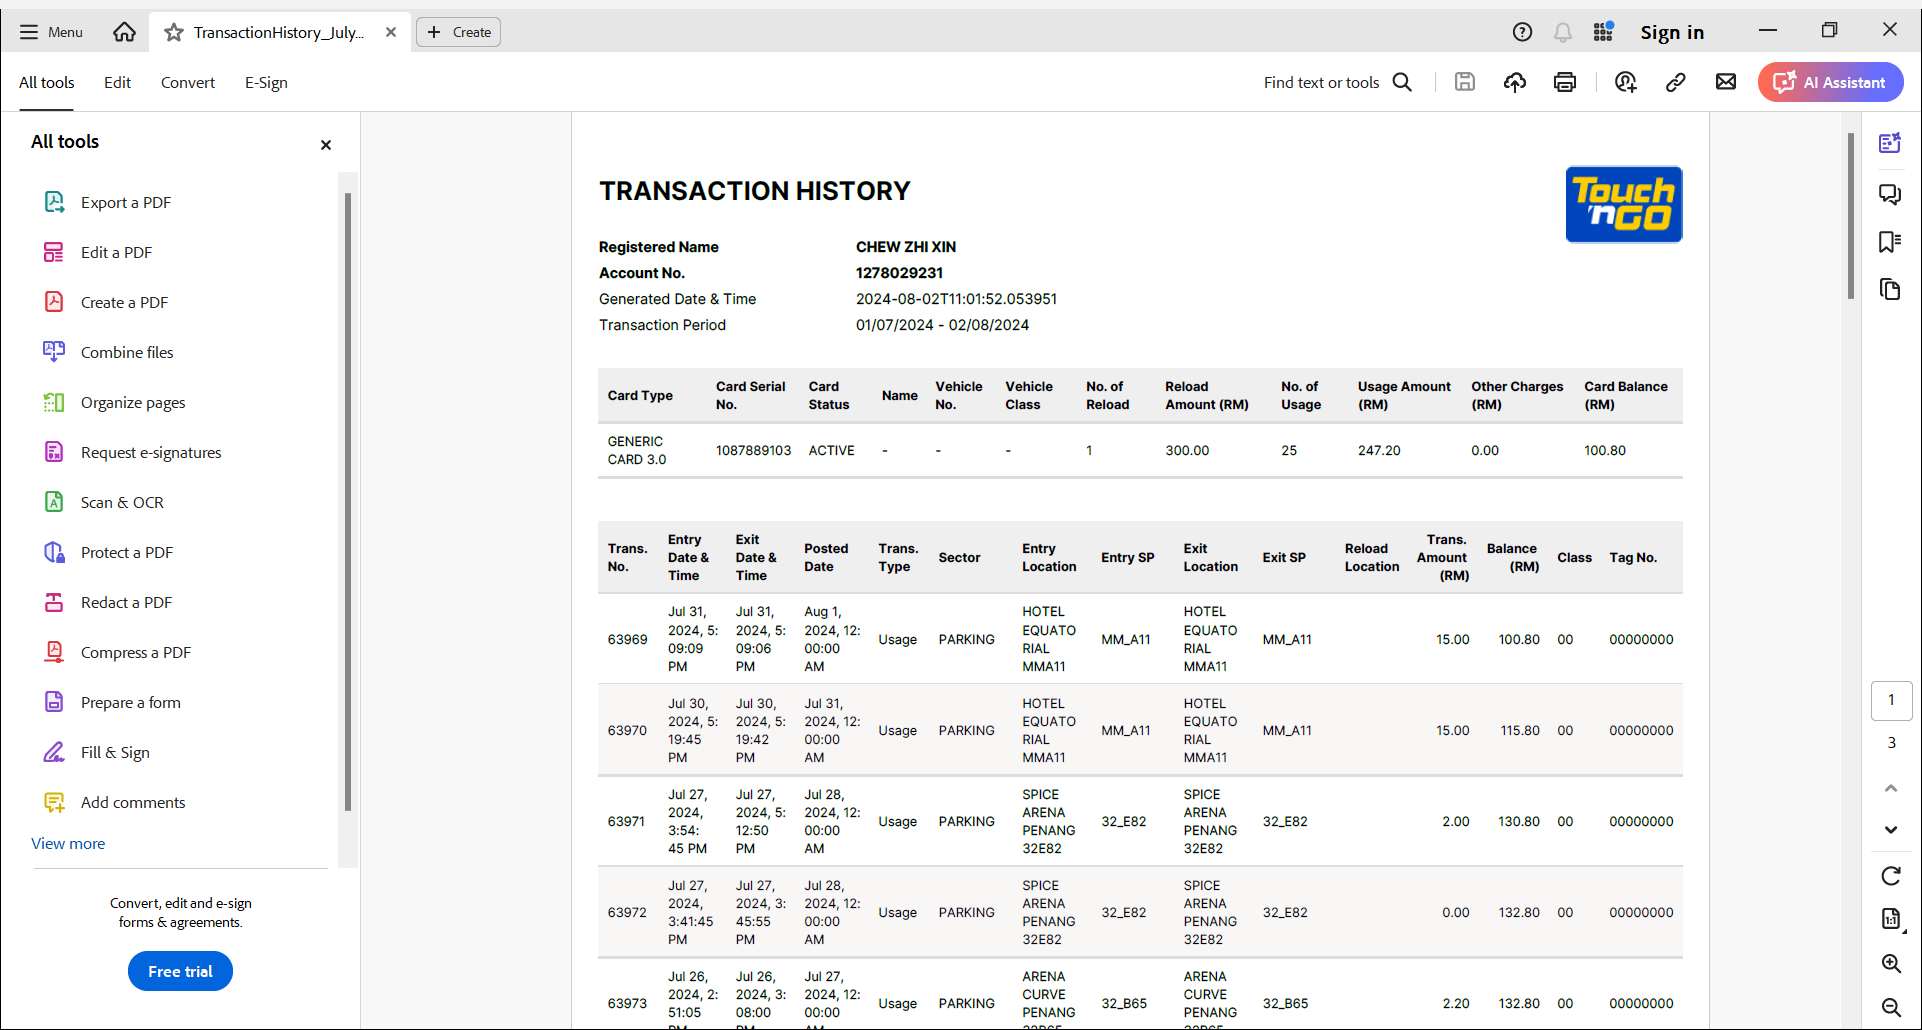 Menu
TransactionHistory_July...
Create
Sign in
All tools
Edit
Convert
E-Sign
Find text or tools
AI Assistant
All tools
Export a PDF
Edit a PDF
Create a PDF
Combine files
Organize pages
Request e-signatures
Scan & OCR
Protect a PDF
Redact a PDF
Compress a PDF
Prepare a form
Fill & Sign
Add comments
View more
Convert, edit and e-sign
forms & agreements.
Free trial
TRANSACTION HISTORY
Touch
'n GO
Registered Name CHEW ZHI XIN
Account No. 1278029231
Generated Date & Time 2024-08-02T11:01:52.053951
Transaction Period 01/07/2024 - 02/08/2024
Card Type Card Serial No. Card Status Name Vehicle No. Vehicle Class No. of Reload Reload Amount (RM) No. of Usage Usage Amount (RM) Other Charges (RM) Card Balance (RM)
GENERIC CARD 3.0 1087889103 ACTIVE - - - 1 300.00 25 247.20 0.00 100.80
Trans. No. Entry Date & Time Exit Date & Time Posted Date Trans. Type Sector Entry Location Entry SP Exit Location Exit SP Reload Location Trans. Amount (RM) Balance (RM) Class Tag No.
63969 Jul 31, 2024, 5:09:09 PM Jul 31, 2024, 5:09:06 PM Aug 1, 2024, 12:00:00 AM Usage PARKING HOTEL EQUATORIAL MMA11 MM_A11 HOTEL EQUATORIAL MMA11 MM_A11 15.00 100.80 00 00000000
63970 Jul 30, 2024, 5:19:45 PM Jul 30, 2024, 5:19:42 PM Jul 31, 2024, 12:00:00 AM Usage PARKING HOTEL EQUATORIAL MMA11 MM_A11 HOTEL EQUATORIAL MMA11 MM_A11 15.00 115.80 00 00000000
63971 Jul 27, 2024, 3:54:45 PM Jul 27, 2024, 5:12:50 PM Jul 28, 2024, 12:00:00 AM Usage PARKING SPICE ARENA PENANG 32E82 32_E82 SPICE ARENA PENANG 32E82 32_E82 2.00 130.80 00 00000000
63972 Jul 27, 2024, 3:41:45 PM Jul 27, 2024, 3:45:55 PM Jul 28, 2024, 12:00:00 AM Usage PARKING SPICE ARENA PENANG 32E82 32_E82 SPICE ARENA PENANG 32E82 32_E82 0.00 132.80 00 00000000
63973 Jul 26, 2024, 2:51:05 PM Jul 26, 2024, 3:08:00 PM Jul 27, 2024, 12:00:00 AM Usage PARKING ARENA CURVE PENANG 32B65 32_B65 ARENA CURVE PENANG 32B65 32_B65 2.20 132.80 00 00000000
1
3